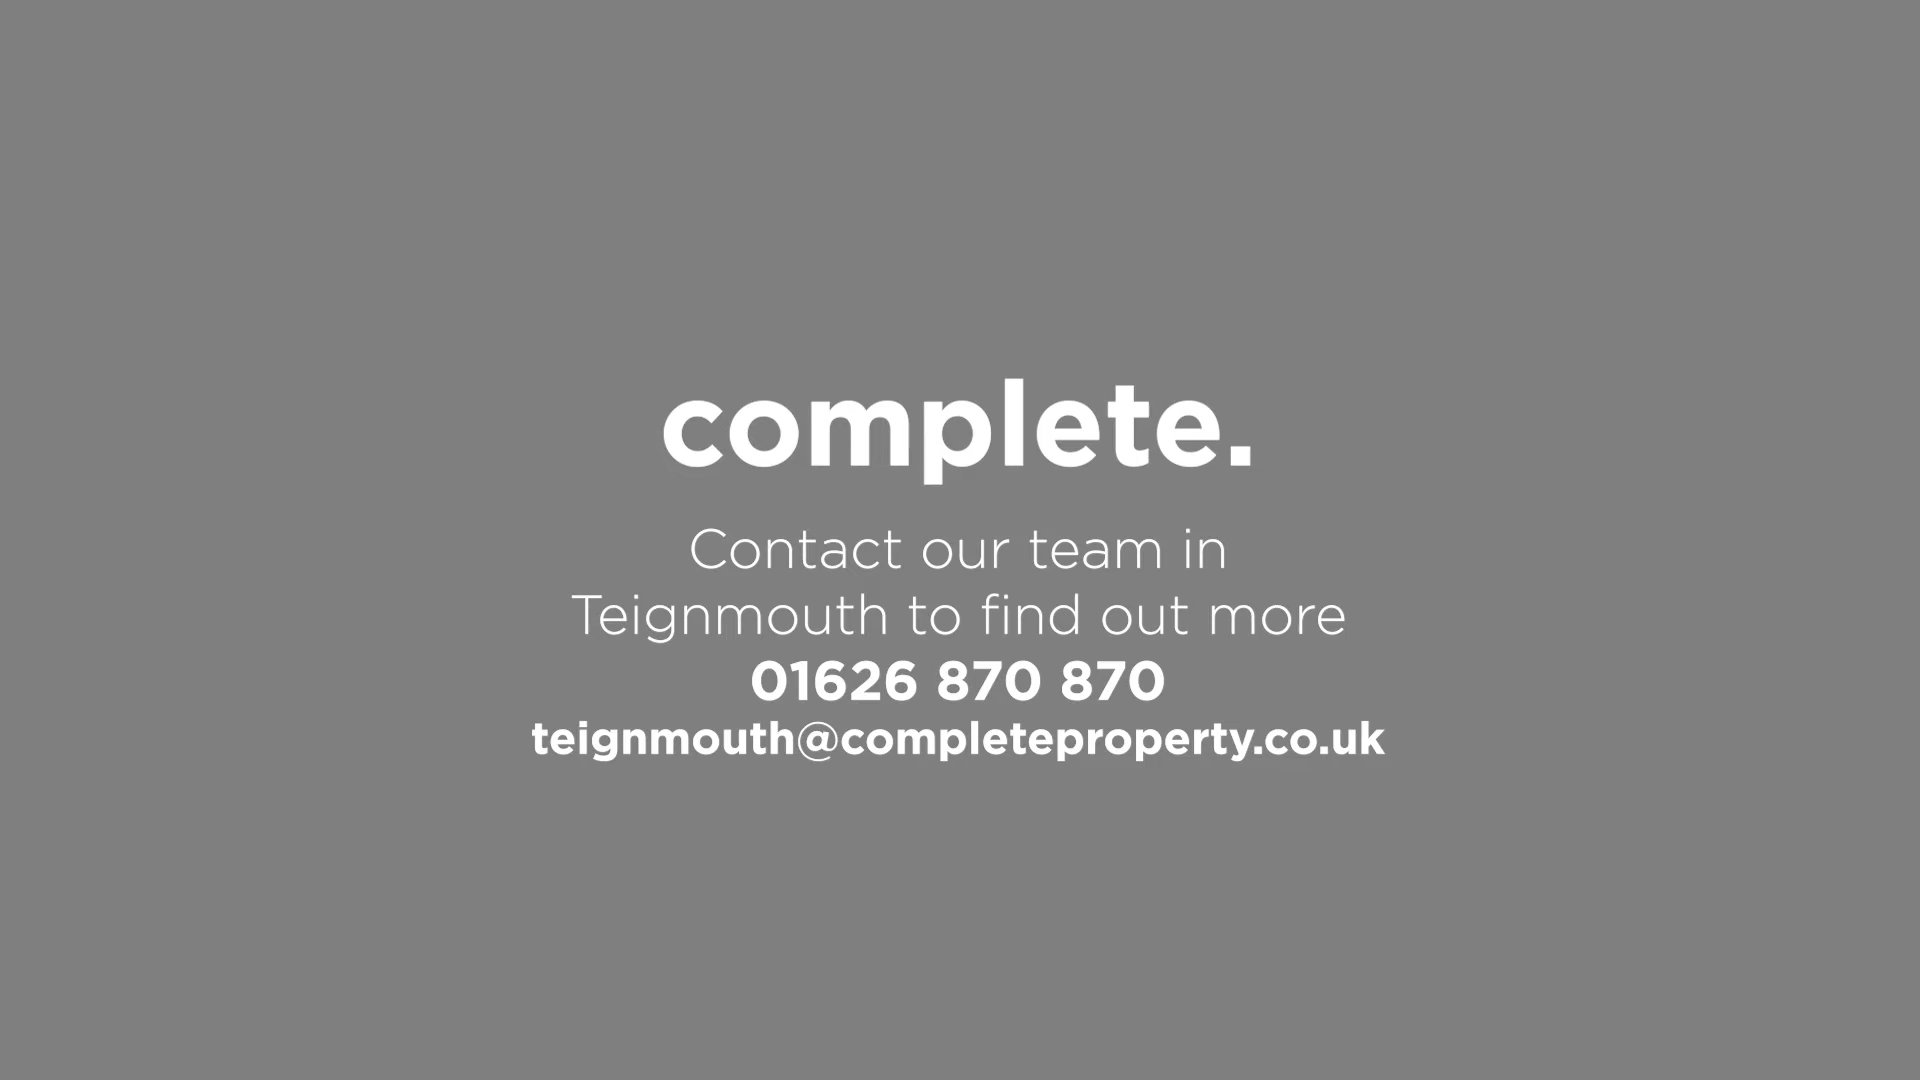 complete.
Contact our team in
Teignmouth to find out more
01626 870 870
teignmouth@completeproperty.co.uk